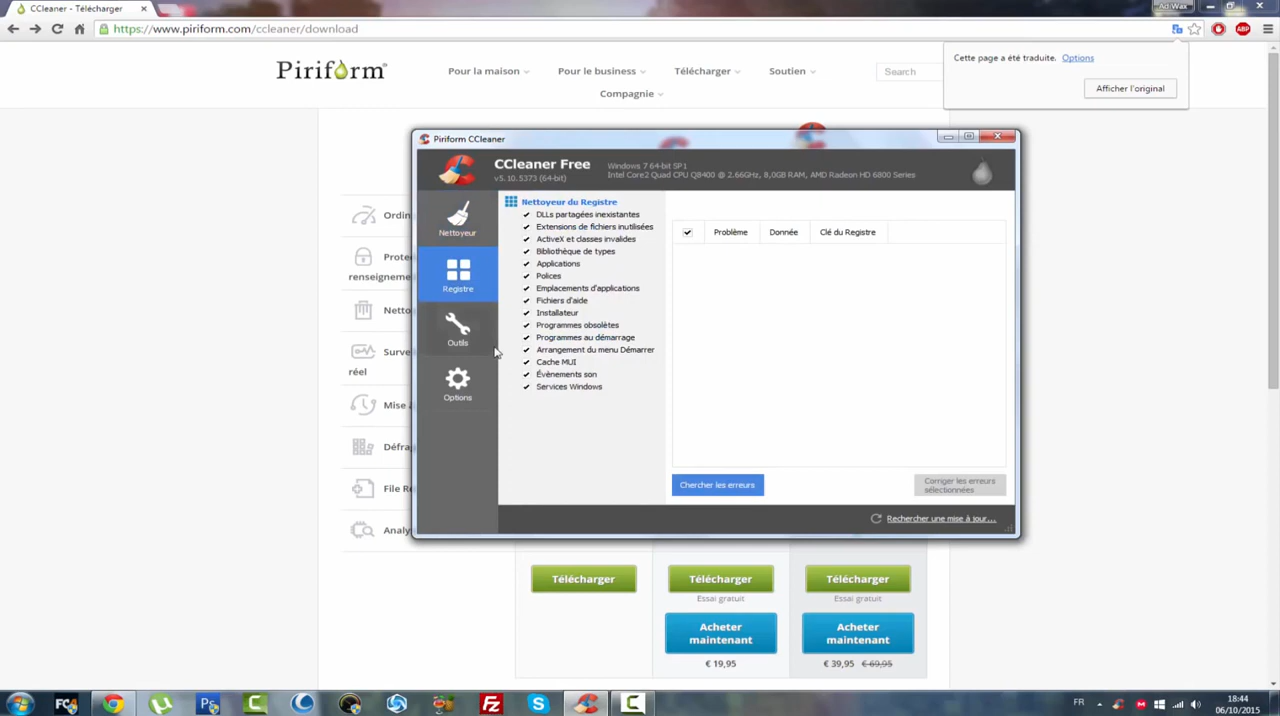 CCleaner - Télécharger
Ad Wax
https://www.piriform.com/ccleaner/download
ABP
Piriform
Pour la maison
Pour le business
Télécharger
Soutien
Search
Compagnie
Cette page a été traduite. Options
Afficher l'original
Piriform CCleaner
CCleaner Free
v5.10.5373 (64-bit)
Windows 7 64-bit SP1
Intel Core2 Quad CPU Q8400 @ 2.66GHz, 8,0GB RAM, AMD Radeon HD 6800 Series
Nettoyeur
Registre
Outils
Options
Nettoyeur du Registre
DLLs partagées inexistantes
Extensions de fichiers inutilisées
ActiveX et classes invalides
Bibliothèque de types
Applications
Polices
Emplacements d'applications
Fichiers d'aide
Installateur
Programmes obsolètes
Programmes au démarrage
Arrangement du menu Démarrer
Cache MUI
Évènements son
Services Windows
Problème
Donnée
Clé du Registre
Chercher les erreurs
Corriger les erreurs
sélectionnées
Rechercher une mise à jour...
Ordin
Prote
renseigneme
Netto
Surve
réel
Mise à
Défra
File Re
Analy
Télécharger
Télécharger
Essai gratuit
Acheter
maintenant
€ 19,95
Télécharger
Essai gratuit
Acheter
maintenant
€ 39,95 € 69,95
FC
Ps
C
Fz
S
C
FR
18:44
06/10/2015